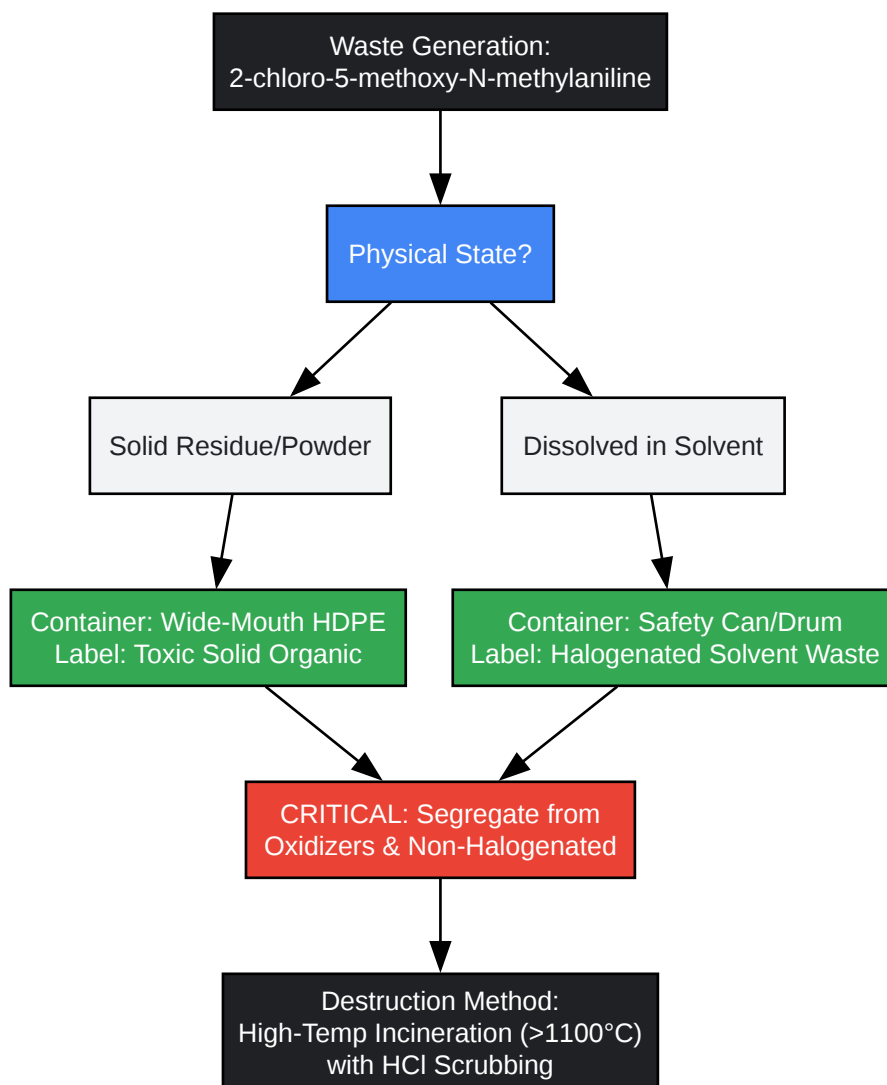 Waste Generation:
2-chloro-5-methoxy-N-methylaniline
Physical State?
Solid Residue/Powder
Dissolved in Solvent
Container: Wide-Mouth HDPE
Label: Toxic Solid Organic
Container: Safety Can/Drum
Label: Halogenated Solvent Waste
CRITICAL: Segregate from
Oxidizers & Non-Halogenated
Destruction Method:
High-Temp Incineration (>1100°C)
with HCl Scrubbing